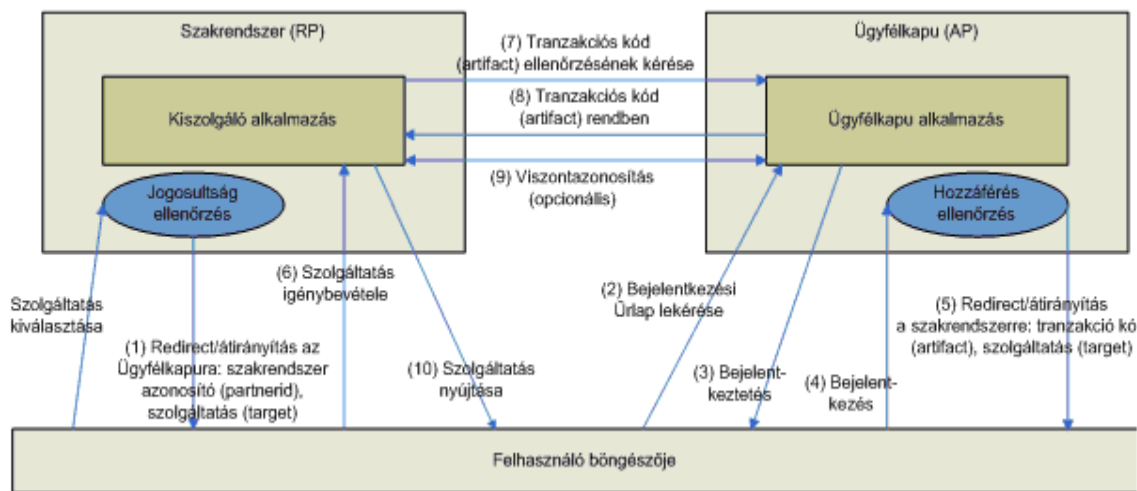 Szakrendszer (RP)
Ügyfélkapu (AP)
(7) Tranzakciós kód
(artifact) ellenőrzésének kérése
Kiszolgáló alkalmazás
(8) Tranzakciós kód
(artifact) rendben
Ügyfélkapu alkalmazás
(9) Viszontazonosítás
(opcionális)
Jogosultság
ellenőrzés
Hozzáférés
ellenőrzés
Szolgáltatás
kiválasztása
(6) Szolgáltatás
igénybevétele
(2) Bejelentkezési
Űrlap lekérése
(5) Redirect/átirányítás
a szakrendszerre: tranzakció kó
(artifact), szolgáltatás (target)
(1) Redirect/átirányítás az
Ügyfélkapura: szakrendszer
azonosító (partnerid),
szolgáltatás (target)
(10) Szolgáltatás
nyújtása
(3) Bejelent-
keztetés
(4) Bejelent-
kezés
Felhasználó böngészője